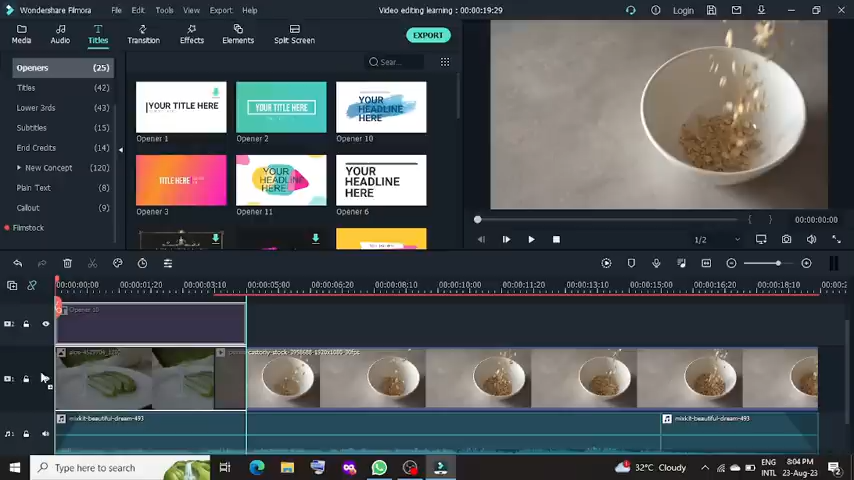 Wondershare Filmora
File
Edit
Tools
View
Export
Help
Video editing learning : 00:00:19:29
Login
Media
Audio
Titles
Transition
Effects
Elements
Split Screen
EXPORT
Openers (25)
Titles (42)
Lower 3rds (43)
Subtitles (15)
End Credits (14)
New Concept (120)
Plain Text (8)
Callout (9)
Filmstock
Sear...
YOUR TITLE HERE
YOUR TITLE HERE
YOUR
HEADLINE
HERE
Opener 1
Opener 2
Opener 10
TITLE HERE
YOUR
HEADLINE
HERE
YOUR
HEADLINE
HERE
Opener 3
Opener 11
Opener 6
00:00:00:00
1/2
00:00:00:00
00:00:01:20
00:00:03:10
00:00:05:00
00:00:06:20
00:00:08:10
00:00:10:00
00:00:11:20
00:00:13:10
00:00:15:00
00:00:16:20
00:00:18:10
Opener 10
mixkit-beautiful-dream-493
mixkit-beautiful-dream-493
Type here to search
32°C Cloudy
ENG
INTL
8:04 PM
23-Aug-23
2